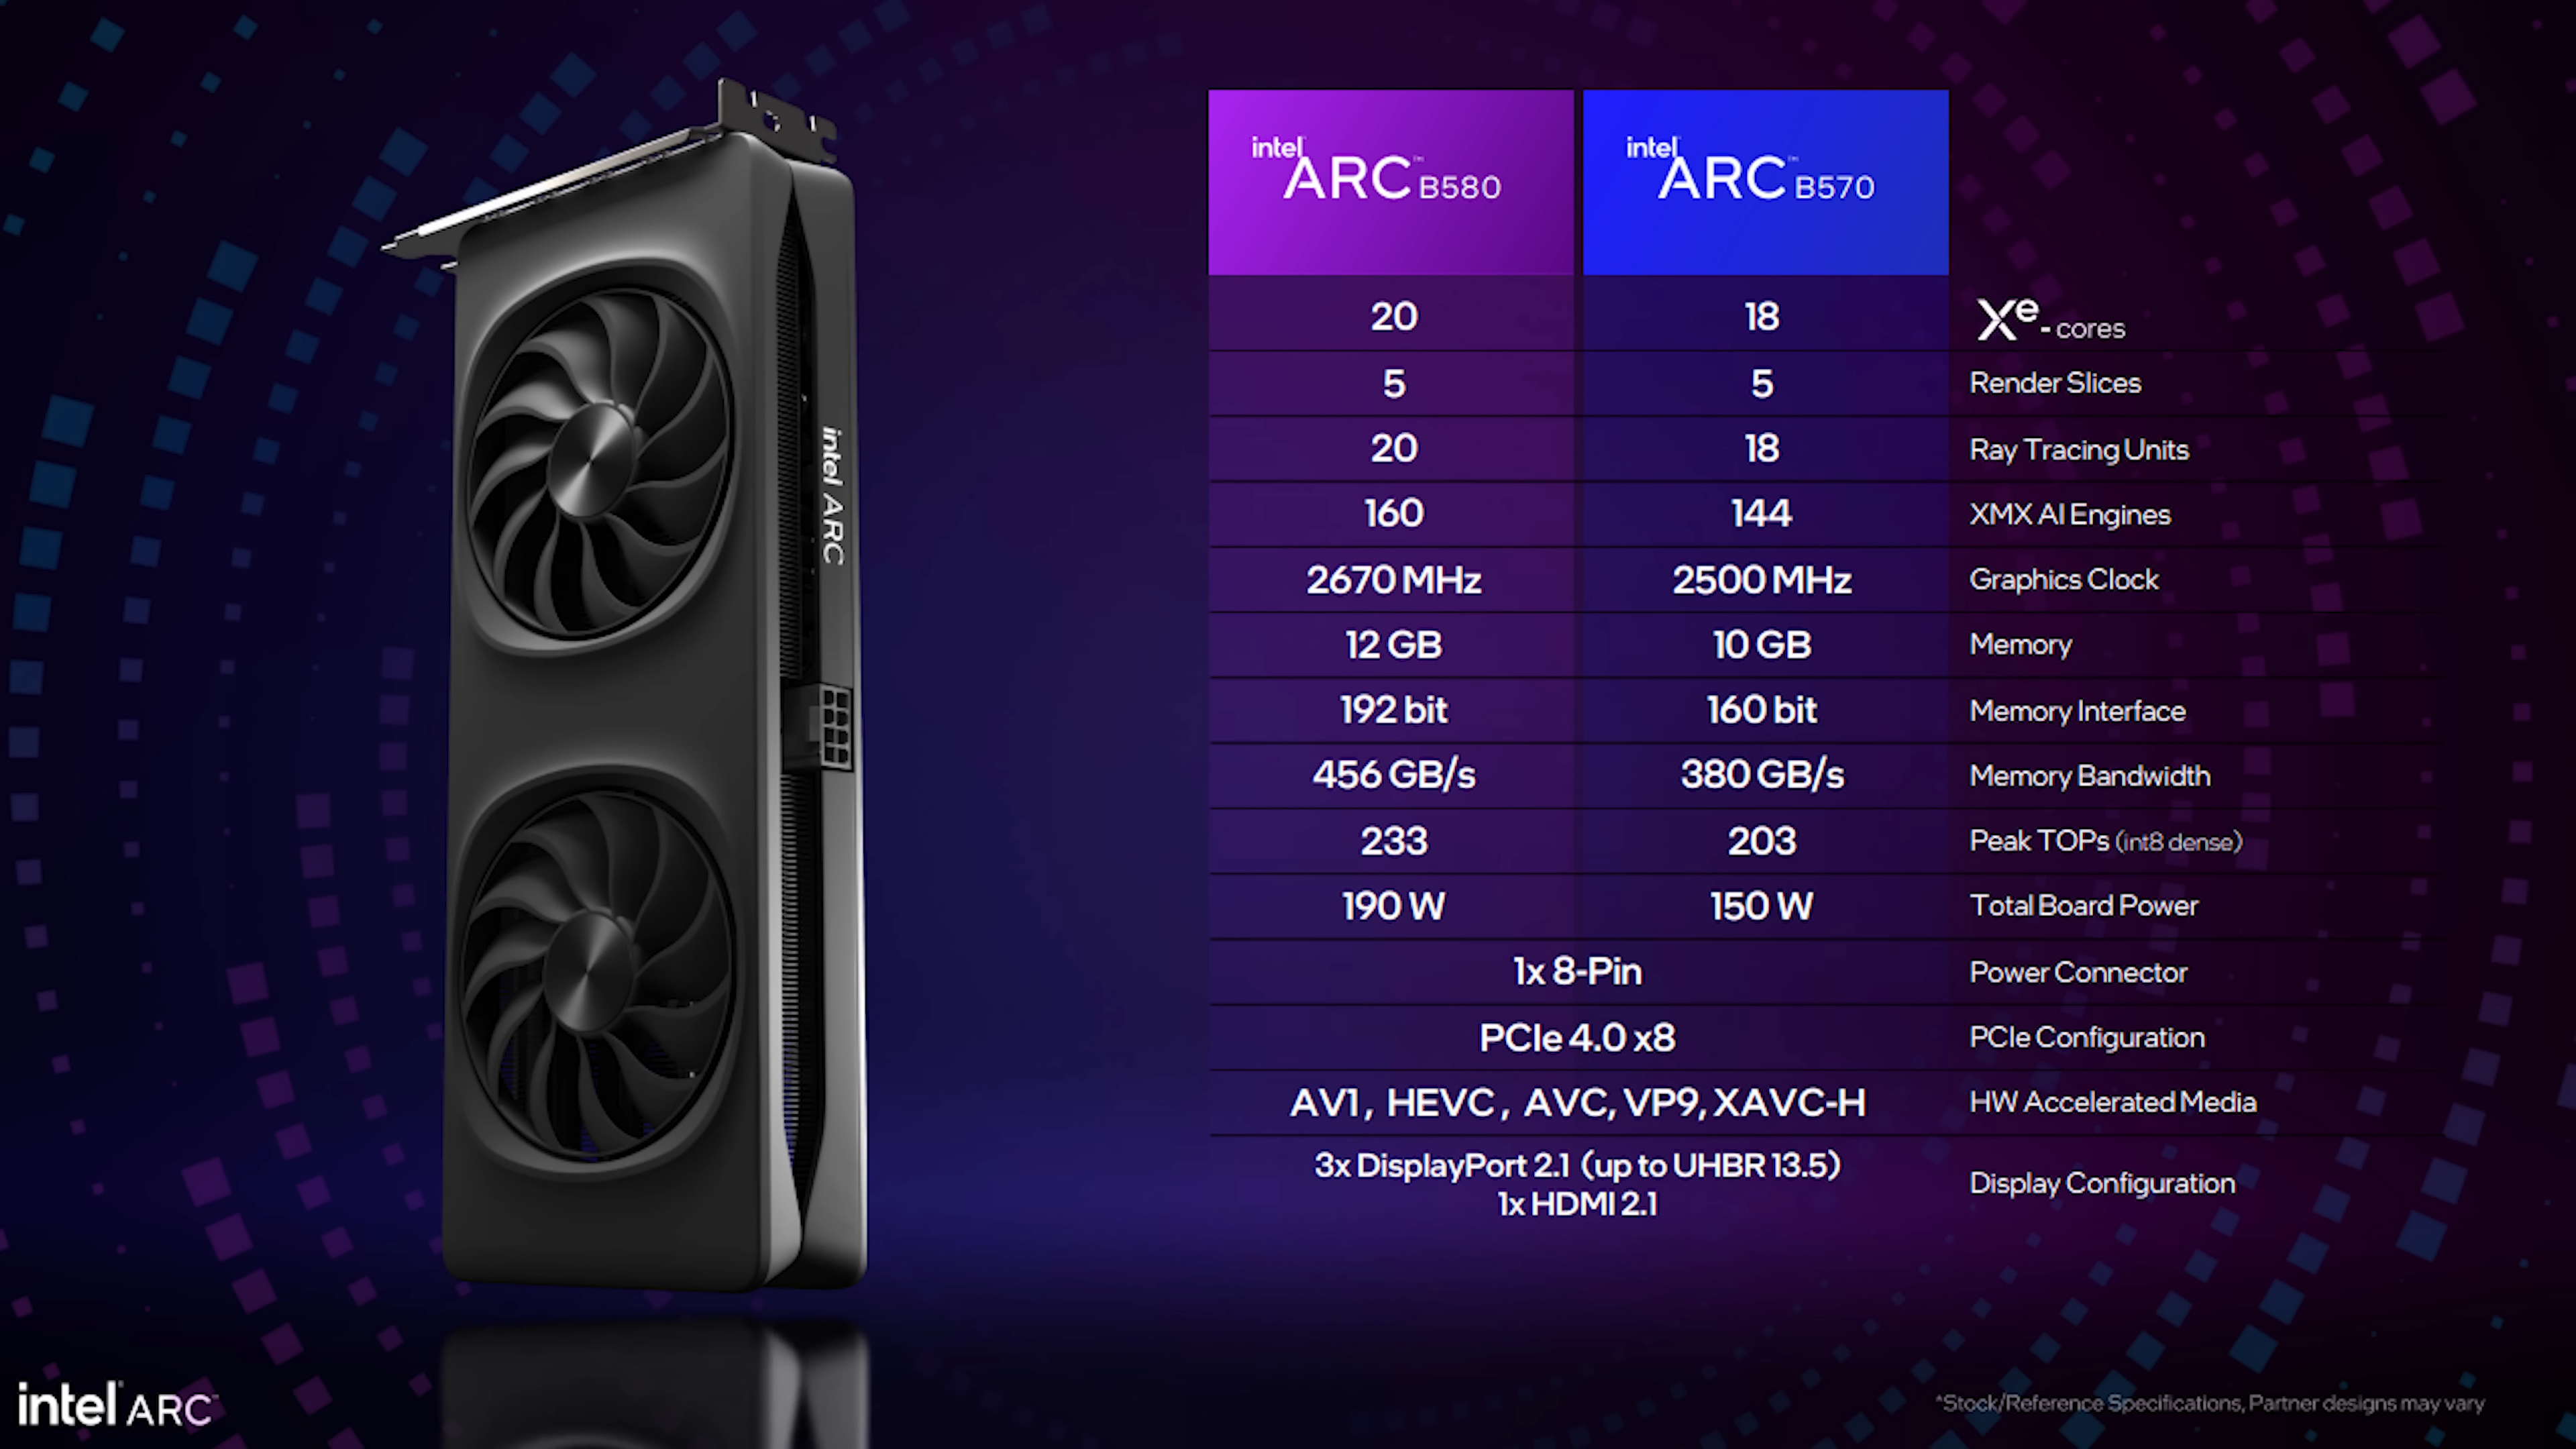 intel ARC™ B580
intel ARC™ B570
20 18 Xe - cores
5 5 Render Slices
20 18 Ray Tracing Units
160 144 XMX AI Engines
2670 MHz 2500 MHz Graphics Clock
12 GB 10 GB Memory
192 bit 160 bit Memory Interface
456 GB/s 380 GB/s Memory Bandwidth
233 203 Peak TOPs (int8 dense)
190 W 150 W Total Board Power
1x 8-Pin Power Connector
PCIe 4.0 x8 PCIe Configuration
AV1, HEVC, AVC, VP9, XAVC-H HW Accelerated Media
3x DisplayPort 2.1 (up to UHBR 13.5)
1x HDMI 2.1
Display Configuration
intel ARC
intel ARC™
*Stock/Reference Specifications, Partner designs may vary